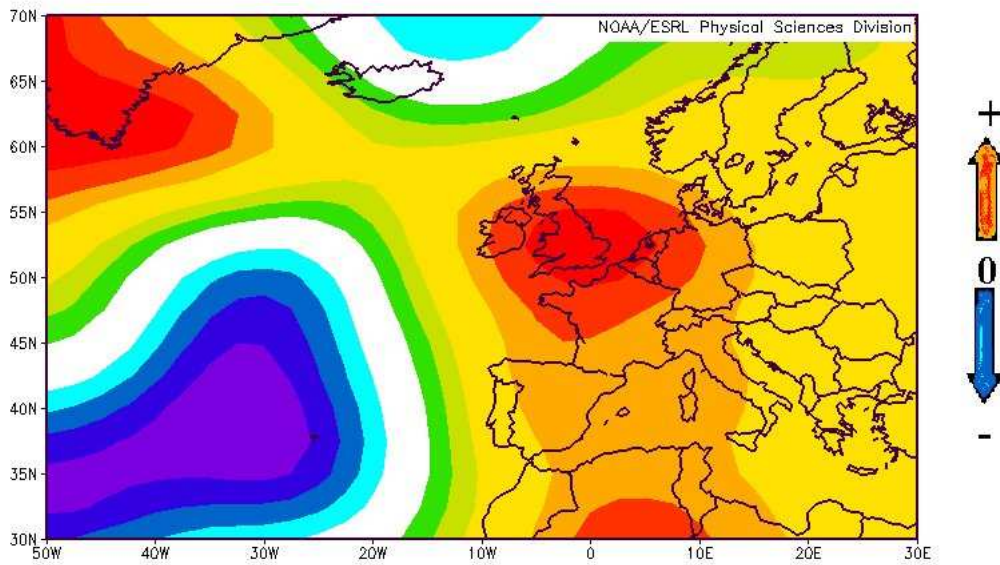 NOAA/ESRL Physical Sciences Division
70N
65N
60N
55N
50N
45N
40N
35N
30N
50W 40W 30W 20W 10W 0 10E 20E 30E
+
0
-